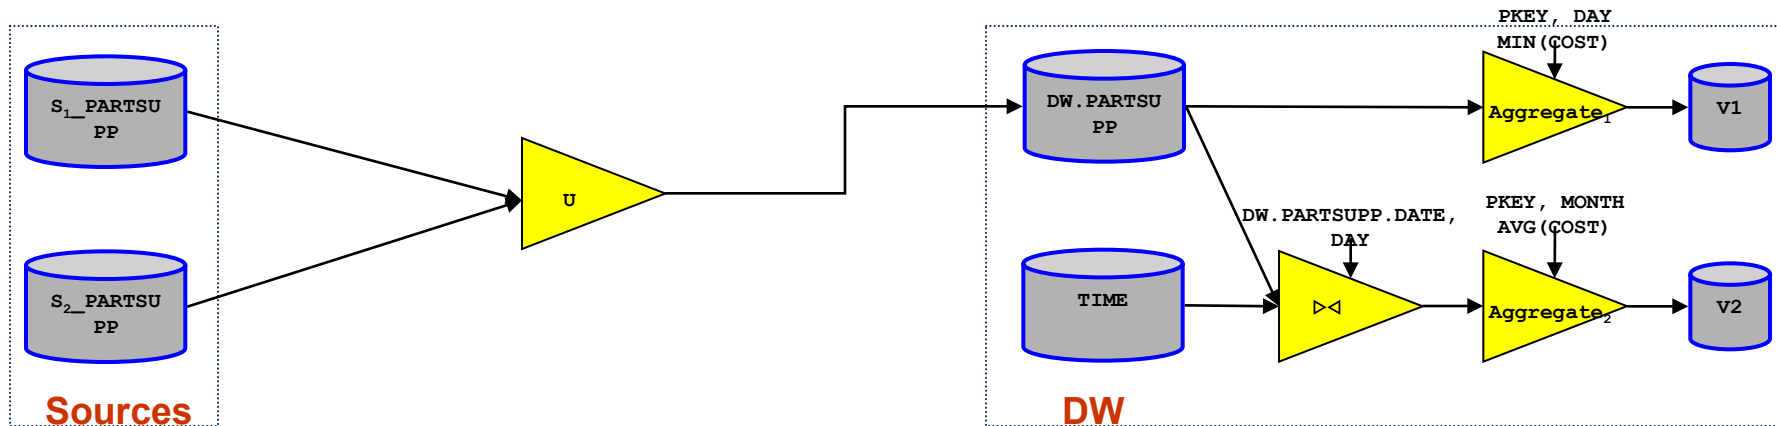 S₁_PARTSU
PP
S₂_PARTSU
PP
Sources
U
DW.PARTSU
PP
TIME
DW.PARTSUPP.DATE,
DAY
⋈
PKEY, DAY
MIN(COST)
Aggregate₁
V1
PKEY, MONTH
AVG(COST)
Aggregate₂
V2
DW